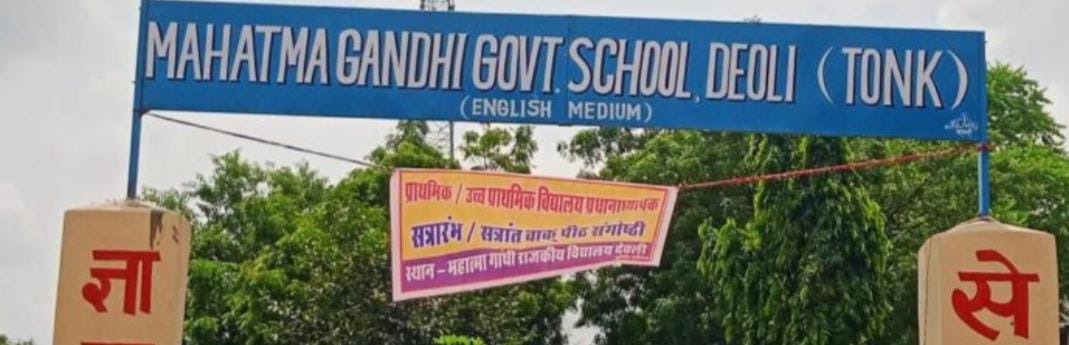 MAHATMA GANDHI GOVT. SCHOOL, DEOLI (TONK)
(ENGLISH MEDIUM)
प्राथमिक / उच्च प्राथमिक विद्यालय प्रधानाध्यापक
सत्रारंभ / सत्रांत वाक् पीठ संगोष्ठी
स्थान - महात्मा गांधी राजकीय विद्यालय देवली
ज्ञा
से